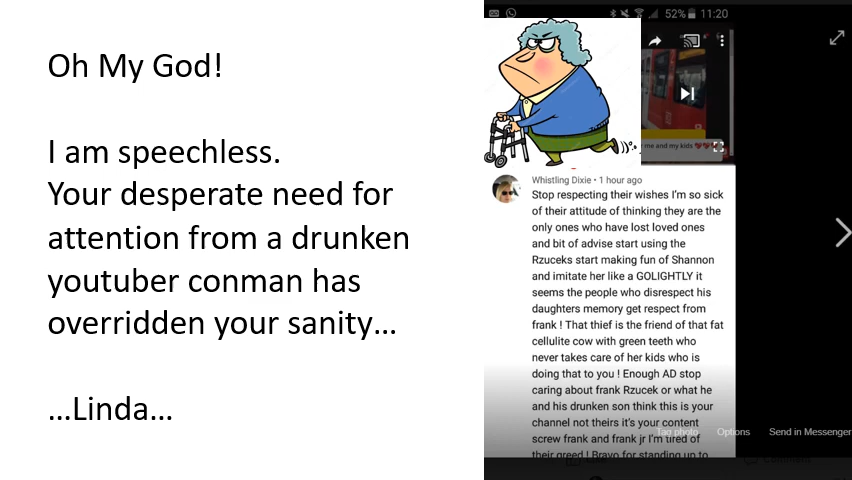 Oh My God!
I am speechless.
Your desperate need for
attention from a drunken
youtuber conman has
overridden your sanity...
...Linda...
52% 11:20
me and my kids
Whistling Dixie • 1 hour ago
Stop respecting their wishes I'm so sick
of their attitude of thinking they are the
only ones who have lost loved ones
and bit of advise start using the
Rzuceks start making fun of Shannon
and imitate her like a GOLIGHTLY it
seems the people who disrespect his
daughters memory get respect from
frank ! That thief is the friend of that fat
cellulite cow with green teeth who
never takes care of her kids who is
doing that to you ! Enough AD stop
caring about frank Rzucek or what he
and his drunken son think this is your
channel not theirs it's your content
screw frank and frank jr I'm tired of
their greed ! Bravo for standing up to
Tag photo Options Send in Messenger